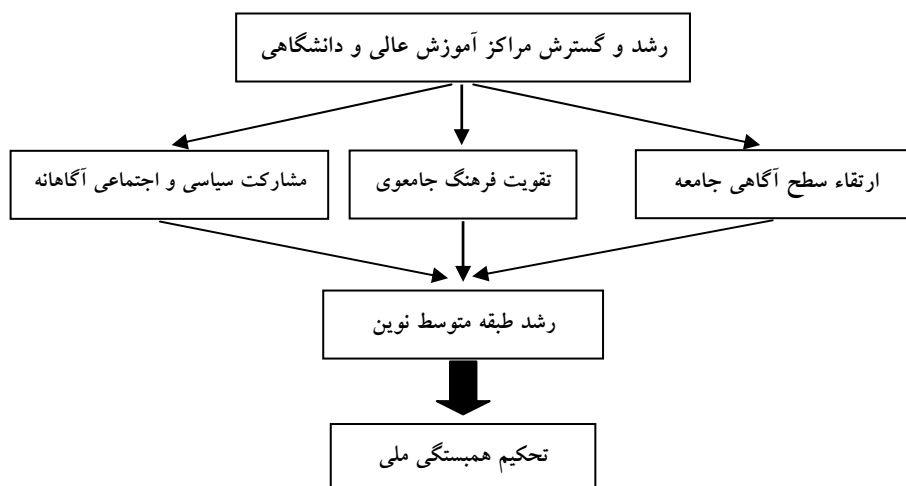 رشد و گسترش مراکز آموزش عالی و دانشگاهی
ارتقاء سطح آگاهی جامعه
تقویت فرهنگ جامعوی
مشارکت سیاسی و اجتماعی آگاهانه
رشد طبقه متوسط نوین
تحکیم همبستگی ملی